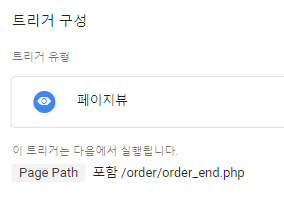 트리거 구성
트리거 유형
페이지뷰
이 트리거는 다음에서 실행됩니다.
Page Path 포함 /order/order_end.php